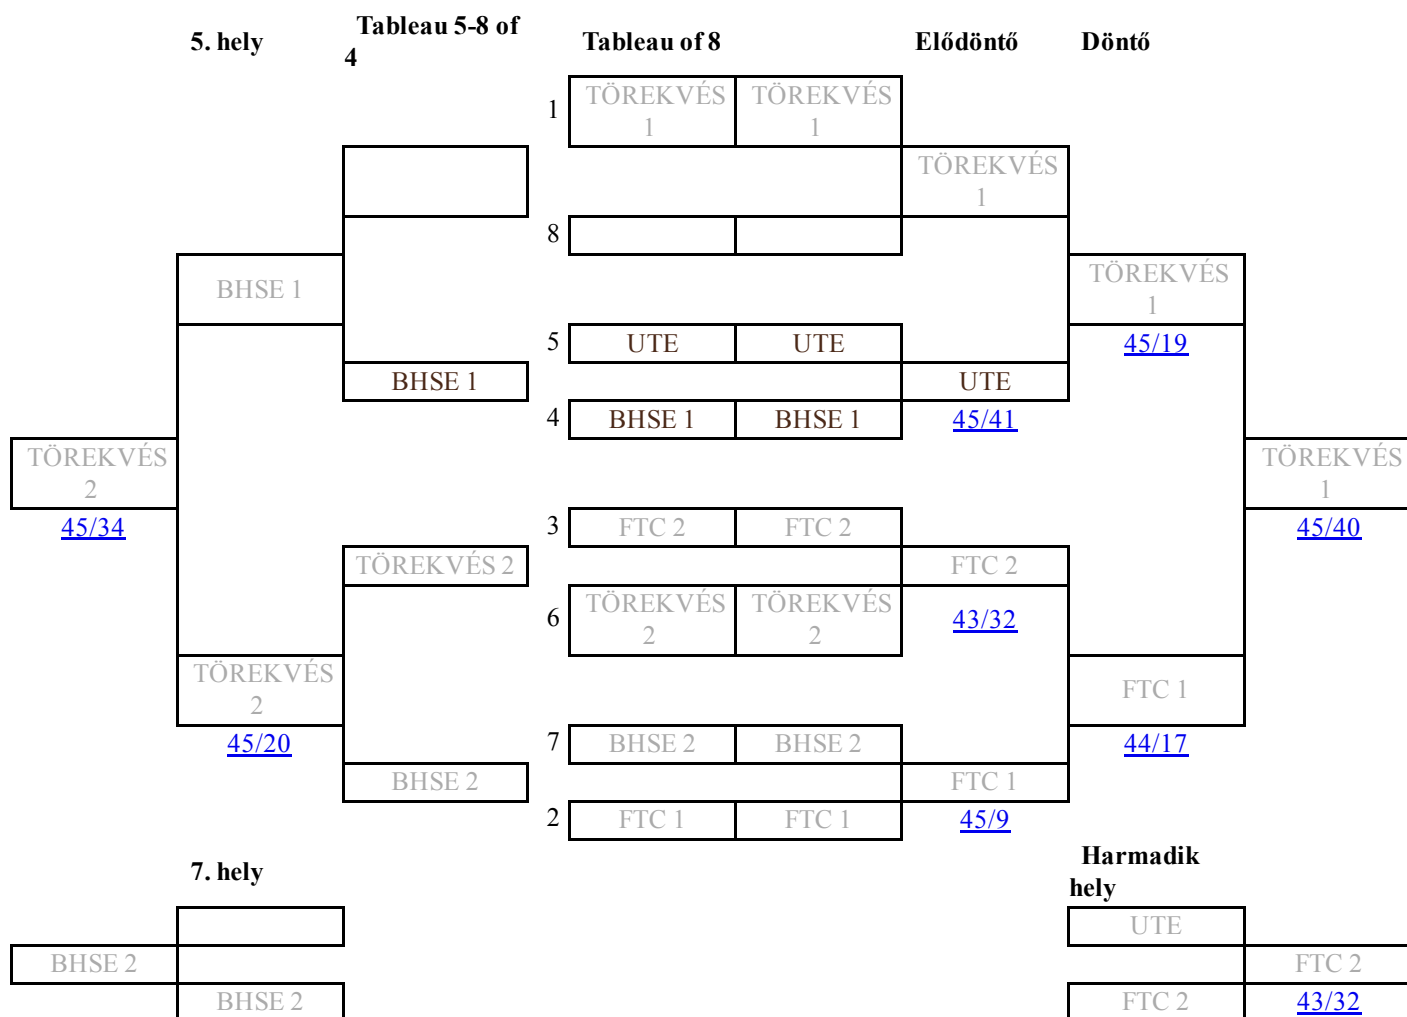 5. hely
Tableau 5-8 of
4
Tableau of 8
Elődöntő
Döntő
1
TÖREKVÉS
1
TÖREKVÉS
1
TÖREKVÉS
1
8
BHSE 1
TÖREKVÉS
1
5
UTE
UTE
45/19
BHSE 1
UTE
4
BHSE 1
BHSE 1
45/41
TÖREKVÉS
2
TÖREKVÉS
1
45/34
3
FTC 2
FTC 2
45/40
TÖREKVÉS 2
FTC 2
6
TÖREKVÉS
2
TÖREKVÉS
2
43/32
TÖREKVÉS
2
FTC 1
45/20
7
BHSE 2
BHSE 2
44/17
BHSE 2
FTC 1
2
FTC 1
FTC 1
45/9
7. hely
Harmadik
hely
UTE
BHSE 2
FTC 2
BHSE 2
FTC 2
43/32